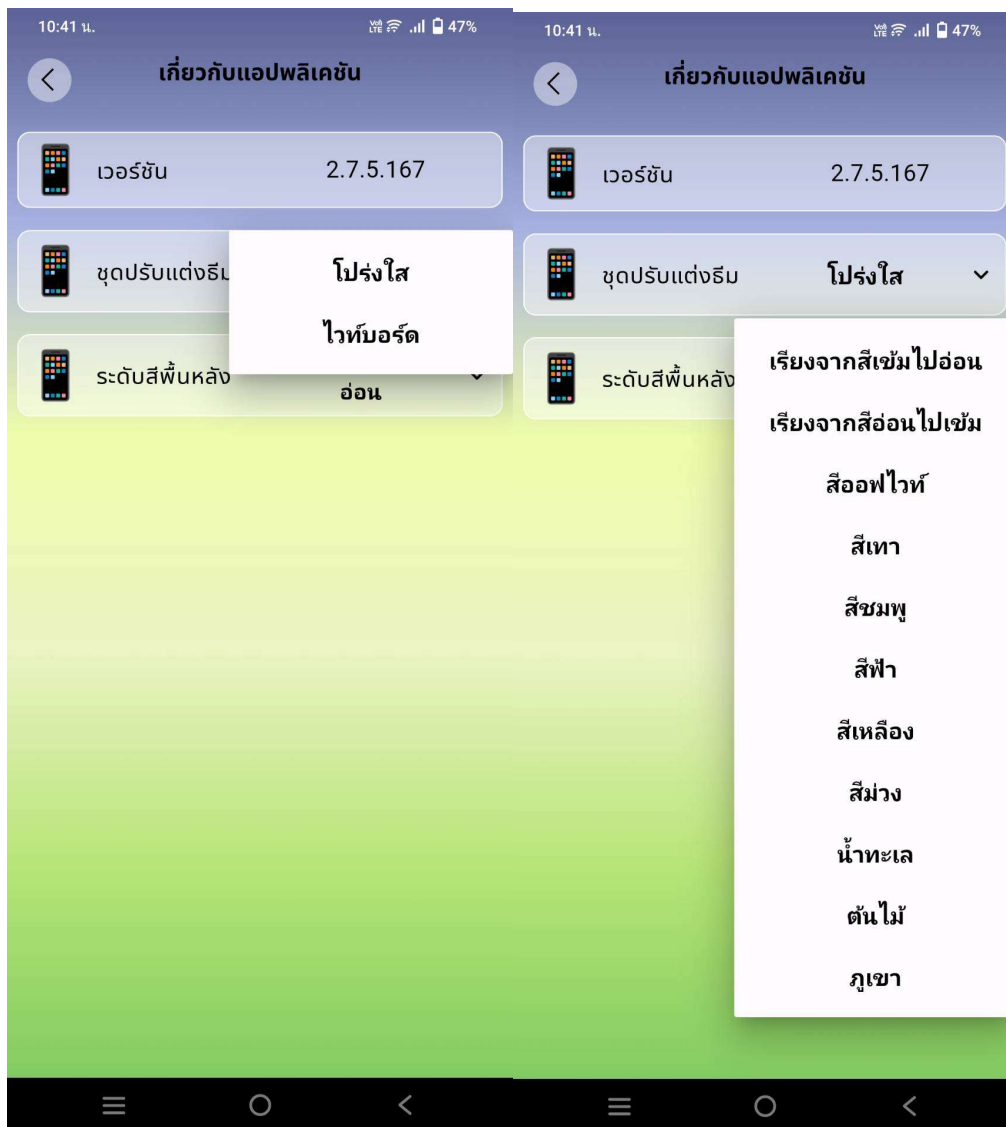 10:41 น.
VoLTE 47%
เกี่ยวกับแอปพลิเคชัน
เวอร์ชัน 2.7.5.167
ชุดปรับแต่งธีม
โปร่งใส
ไวท์บอร์ด
ระดับสีพื้นหลัง
อ่อน
10:41 น.
VoLTE 47%
เกี่ยวกับแอปพลิเคชัน
เวอร์ชัน 2.7.5.167
ชุดปรับแต่งธีม โปร่งใส
ระดับสีพื้นหลัง
เรียงจากสีเข้มไปอ่อน
เรียงจากสีอ่อนไปเข้ม
สีออฟไวท์
สีเทา
สีชมพู
สีฟ้า
สีเหลือง
สีม่วง
น้ำทะเล
ต้นไม้
ภูเขา